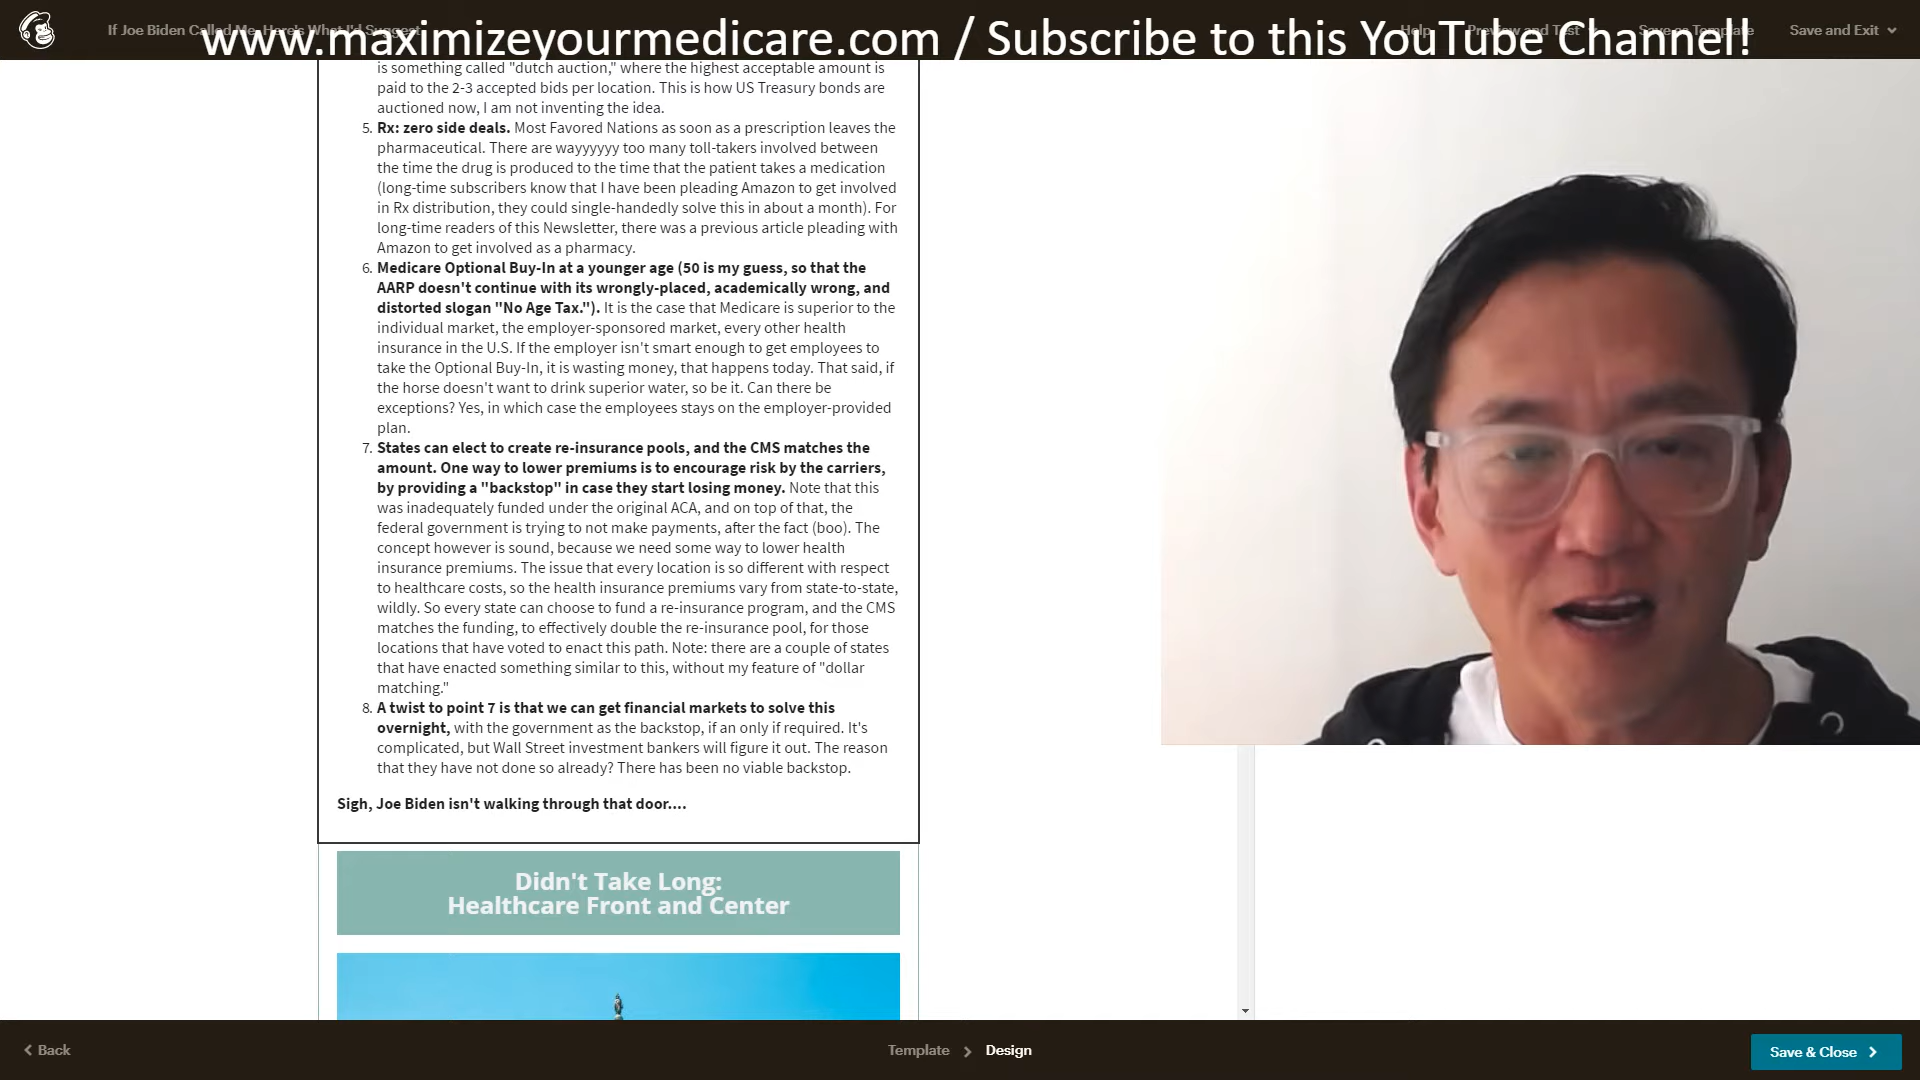 If Joe Biden Called Me, Here's What I'd Suggest
www.maximizeyourmedicare.com / Subscribe to this YouTube Channel!
Help
Preview and Test
Save as Template
Save and Exit
is something called "dutch auction," where the highest acceptable amount is
paid to the 2-3 accepted bids per location. This is how US Treasury bonds are
auctioned now, I am not inventing the idea.
5. Rx: zero side deals. Most Favored Nations as soon as a prescription leaves the
pharmaceutical. There are wayyyyyy too many toll-takers involved between
the time the drug is produced to the time that the patient takes a medication
(long-time subscribers know that I have been pleading Amazon to get involved
in Rx distribution, they could single-handedly solve this in about a month). For
long-time readers of this Newsletter, there was a previous article pleading with
Amazon to get involved as a pharmacy.
6. Medicare Optional Buy-In at a younger age (50 is my guess, so that the
AARP doesn't continue with its wrongly-placed, academically wrong, and
distorted slogan "No Age Tax."). It is the case that Medicare is superior to the
individual market, the employer-sponsored market, every other health
insurance in the U.S. If the employer isn't smart enough to get employees to
take the Optional Buy-In, it is wasting money, that happens today. That said, if
the horse doesn't want to drink superior water, so be it. Can there be
exceptions? Yes, in which case the employees stays on the employer-provided
plan.
7. States can elect to create re-insurance pools, and the CMS matches the
amount. One way to lower premiums is to encourage risk by the carriers,
by providing a "backstop" in case they start losing money. Note that this
was inadequately funded under the original ACA, and on top of that, the
federal government is trying to not make payments, after the fact (boo). The
concept however is sound, because we need some way to lower health
insurance premiums. The issue that every location is so different with respect
to healthcare costs, so the health insurance premiums vary from state-to-state,
wildly. So every state can choose to fund a re-insurance program, and the CMS
matches the funding, to effectively double the re-insurance pool, for those
locations that have voted to enact this path. Note: there are a couple of states
that have enacted something similar to this, without my feature of "dollar
matching."
8. A twist to point 7 is that we can get financial markets to solve this
overnight, with the government as the backstop, if an only if required. It's
complicated, but Wall Street investment bankers will figure it out. The reason
that they have not done so already? There has been no viable backstop.
Sigh, Joe Biden isn't walking through that door....
Didn't Take Long:
Healthcare Front and Center
Back
Template
Design
Save & Close